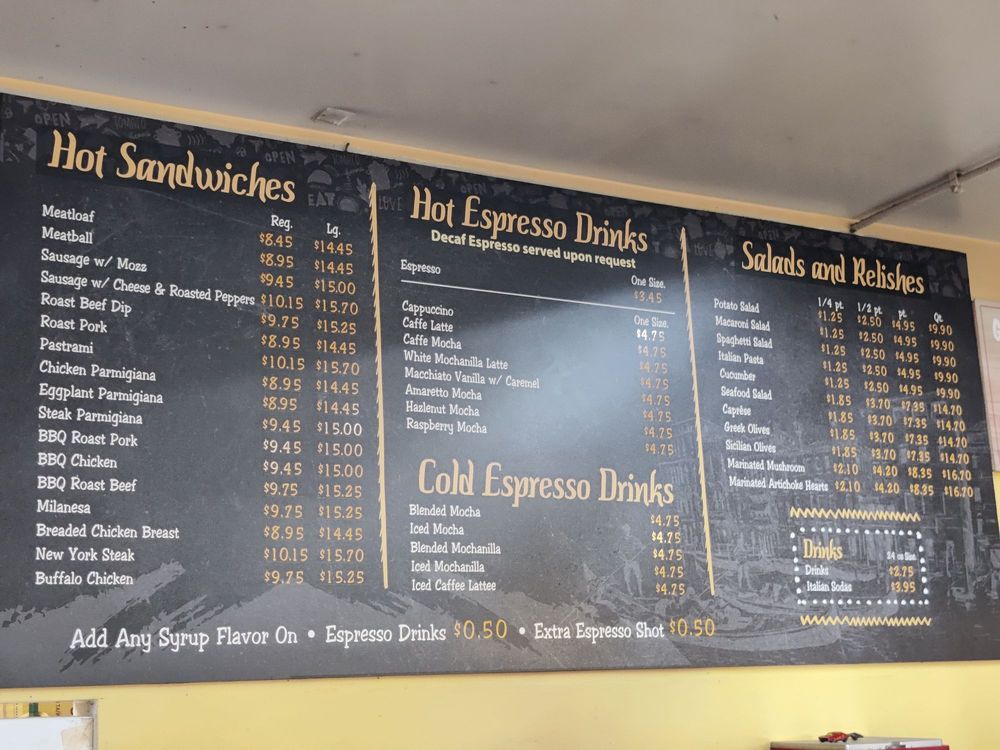 Hot Sandwiches
Reg. Lg.
Meatloaf $8.45 $14.45
Meatball $8.95 $14.45
Sausage w/ Mozz $9.45 $15.00
Sausage w/ Cheese & Roasted Peppers $10.15 $15.70
Roast Beef Dip $9.75 $15.25
Roast Pork $8.95 $14.45
Pastrami $10.15 $15.70
Chicken Parmigiana $8.95 $14.45
Eggplant Parmigiana $8.95 $14.45
Steak Parmigiana $9.45 $15.00
BBQ Roast Pork $9.45 $15.00
BBQ Chicken $9.45 $15.00
BBQ Roast Beef $9.75 $15.25
Milanesa $9.75 $15.25
Breaded Chicken Breast $8.95 $14.45
New York Steak $10.15 $15.70
Buffalo Chicken $9.75 $15.25
Hot Espresso Drinks
Decaf Espresso served upon request
One Size.
Espresso $3.45
One Size.
Cappuccino $4.75
Caffe Latte $4.75
Caffe Mocha $4.75
White Mochanilla Latte $4.75
Macchiato Vanilla w/ Caremel $4.75
Amaretto Mocha $4.75
Hazlenut Mocha $4.75
Raspberry Mocha $4.75
Cold Espresso Drinks
Blended Mocha $4.75
Iced Mocha $4.75
Blended Mochanilla $4.75
Iced Mochanilla $4.75
Iced Caffee Lattee $4.75
Salads and Relishes
1/4 pt. 1/2 pt. pt. Qt.
Potato Salad $1.25 $2.50 $4.95 $9.90
Macaroni Salad $1.25 $2.50 $4.95 $9.90
Spaghetti Salad $1.25 $2.50 $4.95 $9.90
Italian Pasta $1.25 $2.50 $4.95 $9.90
Cucumber $1.25 $2.50 $4.95 $9.90
Seafood Salad $1.85 $3.70 $7.35 $14.70
Caprêse $1.85 $3.70 $7.35 $14.70
Greek Olives $1.85 $3.70 $7.35 $14.70
Sicilian Olives $1.85 $3.70 $7.35 $14.70
Marinated Mushroom $2.10 $4.20 $8.35 $16.70
Marinated Artichoke Hearts $2.10 $4.20 $8.35 $16.70
Drinks 24 oz Size
Drinks $2.75
Italian Sodas $3.95
Add Any Syrup Flavor On • Espresso Drinks $0.50 • Extra Espresso Shot $0.50
OPEN
OPEN
EAT
LOVE
OPEN
LOVE
OPEN